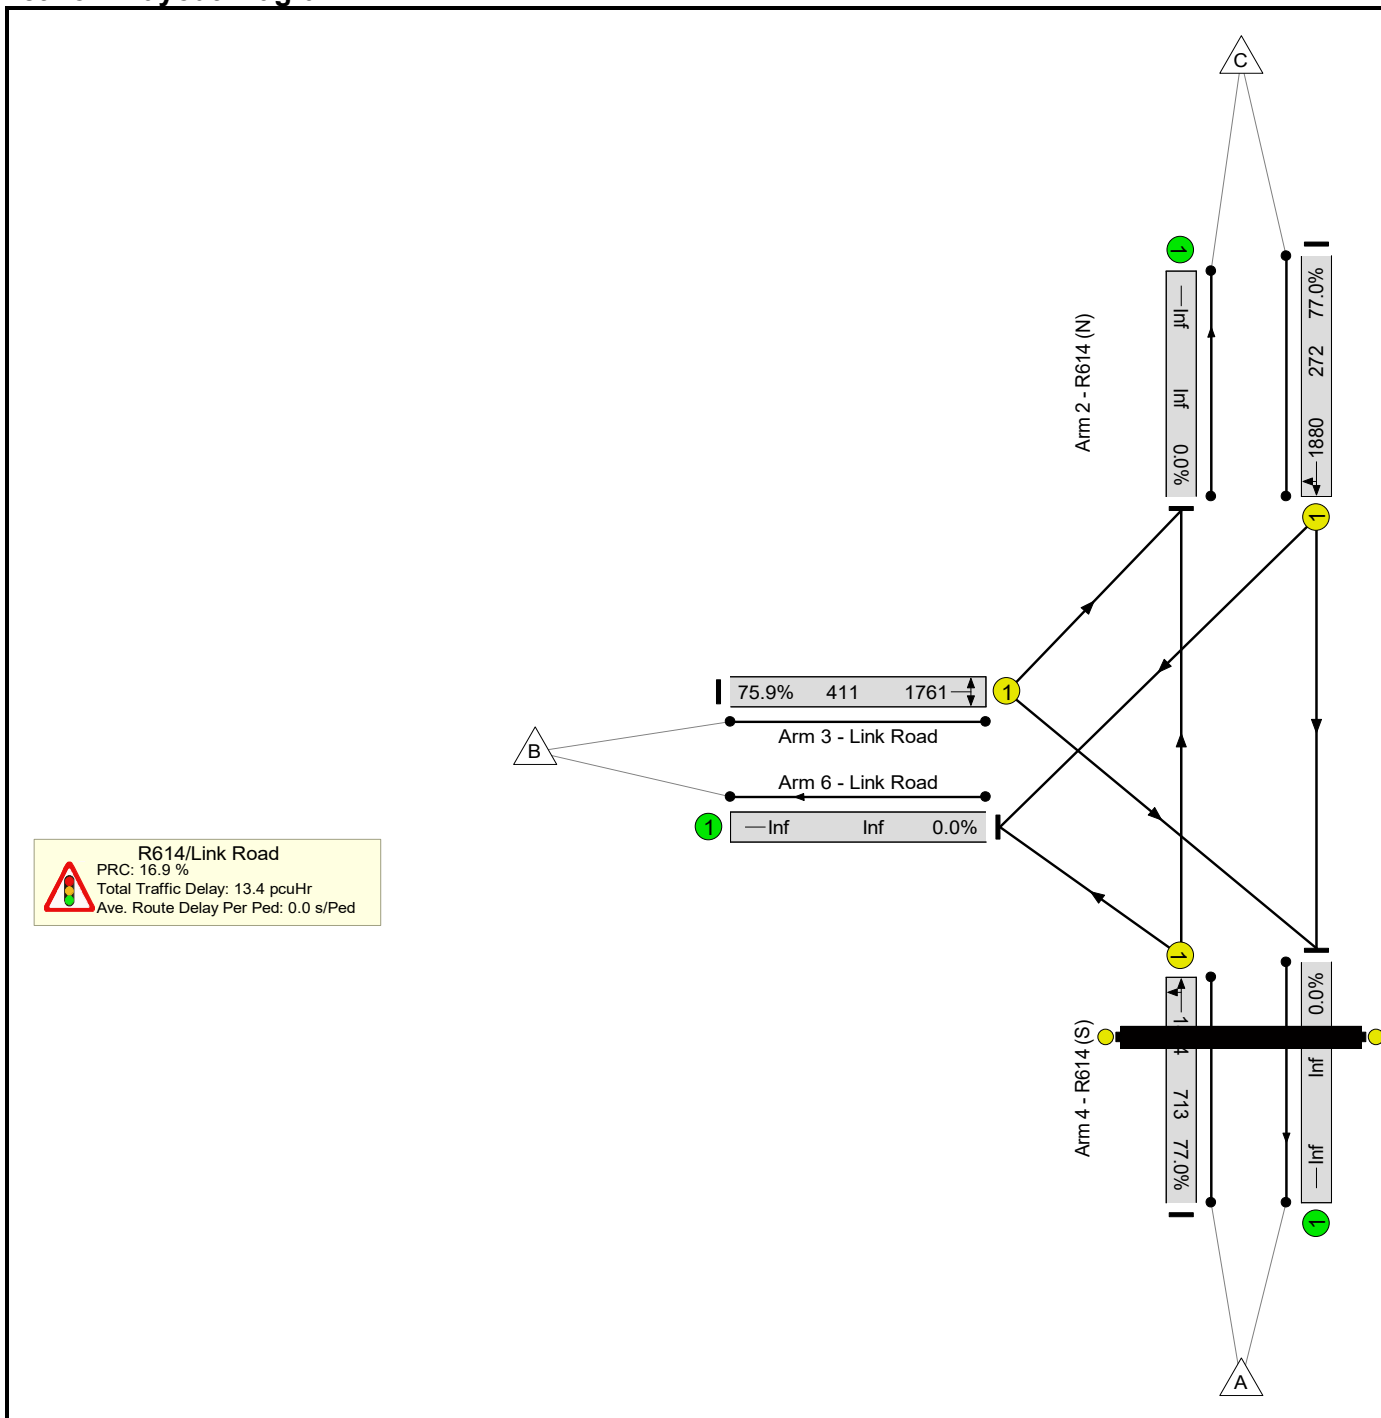 C
1
Inf
Inf
0.0%
Arm 2 - R614 (N)
77.0%
272
1880
1
75.9%
411
1761
1
Arm 3 - Link Road
B
Arm 6 - Link Road
1
Inf
Inf
0.0%
R614/Link Road
PRC: 16.9 %
Total Traffic Delay: 13.4 pcuHr
Ave. Route Delay Per Ped: 0.0 s/Ped
1
713
77.0%
Arm 4 - R614 (S)
0.0%
Inf
Inf
1
A